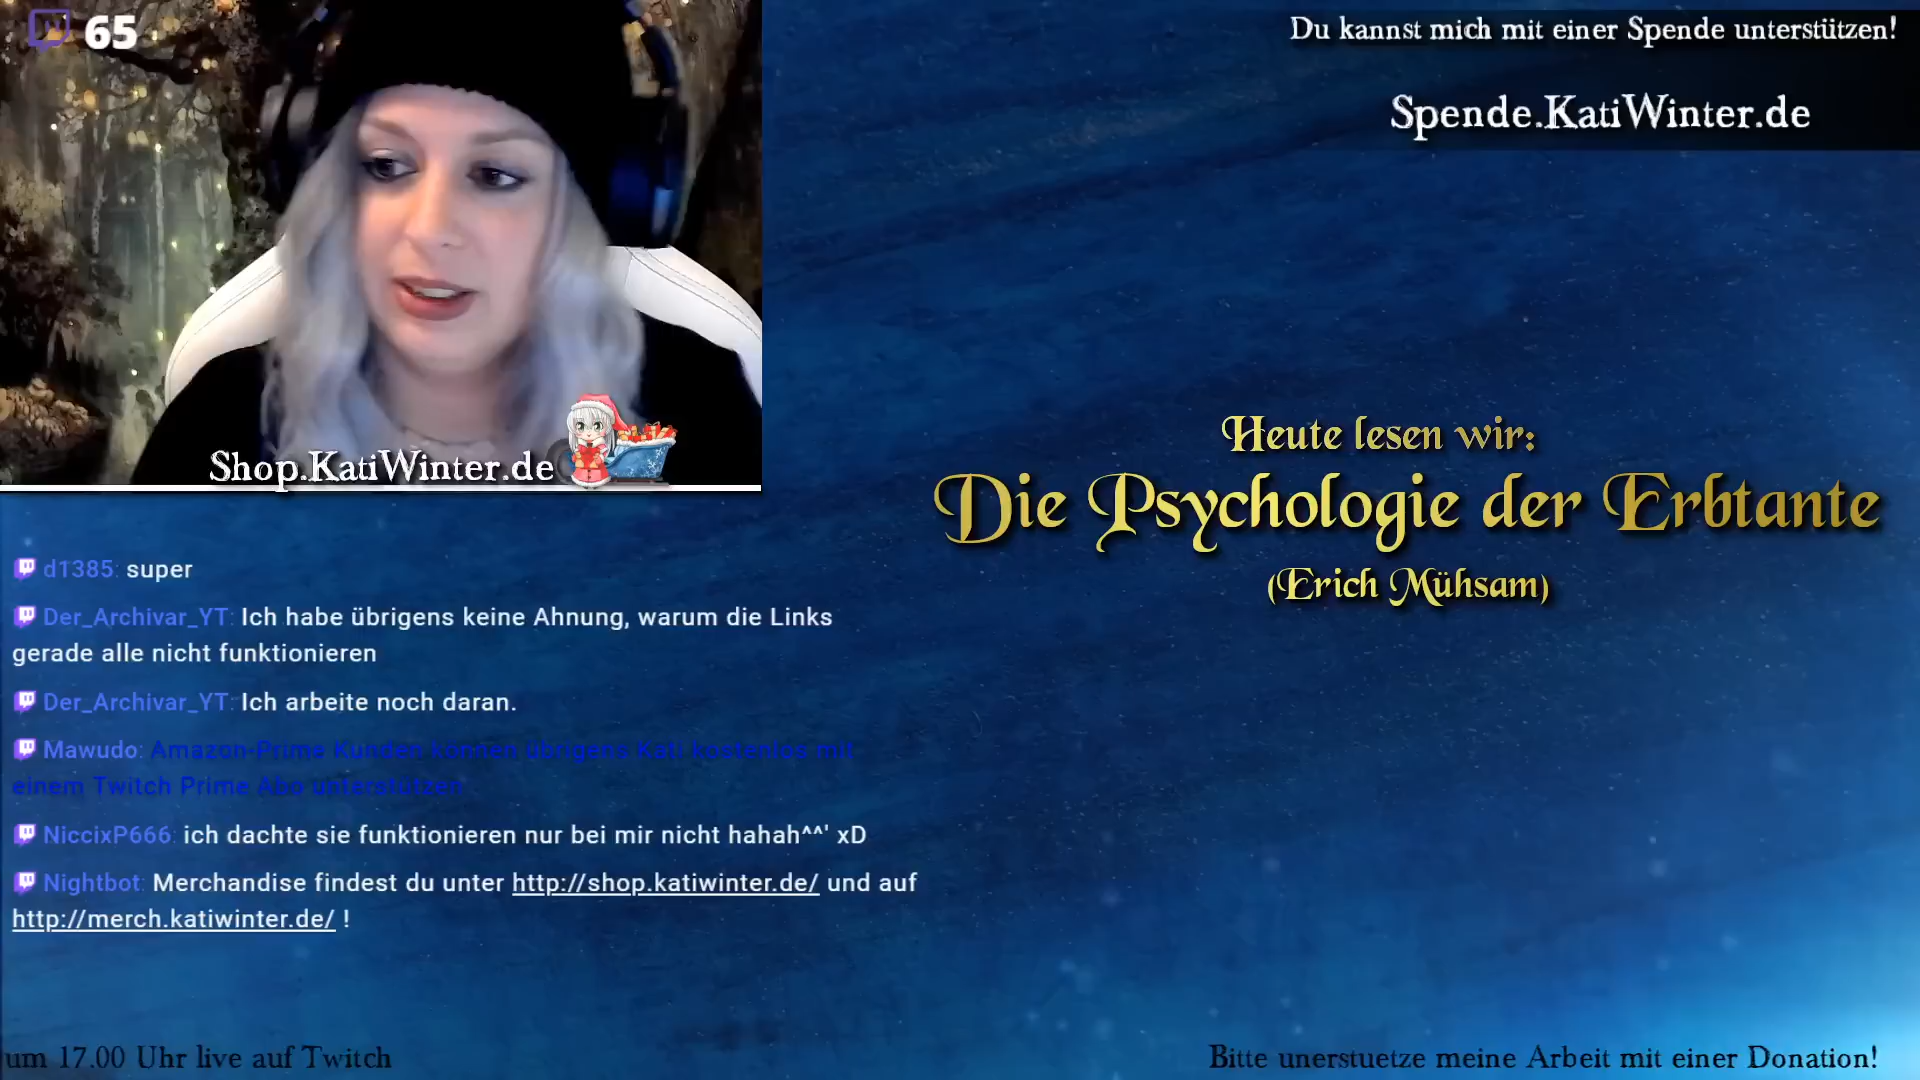 65
Du kannst mich mit einer Spende unterstützen!
Spende.KatiWinter.de
Shop.KatiWinter.de
Heute lesen wir:
Die Psychologie der Erbtante
(Erich Mühsam)
d1385: super
Der_Archivar_YT: Ich habe übrigens keine Ahnung, warum die Links
gerade alle nicht funktionieren
Der_Archivar_YT: Ich arbeite noch daran.
Mawudo: Amazon-Prime Kunden können übrigens Kati kostenlos mit
einem Twitch Prime Abo unterstützen.
NiccixP666: ich dachte sie funktionieren nur bei mir nicht hahah^^' xD
Nightbot: Merchandise findest du unter http://shop.katiwinter.de/ und auf
http://merch.katiwinter.de/ !
um 17.00 Uhr live auf Twitch
Bitte unerstuetze meine Arbeit mit einer Donation!